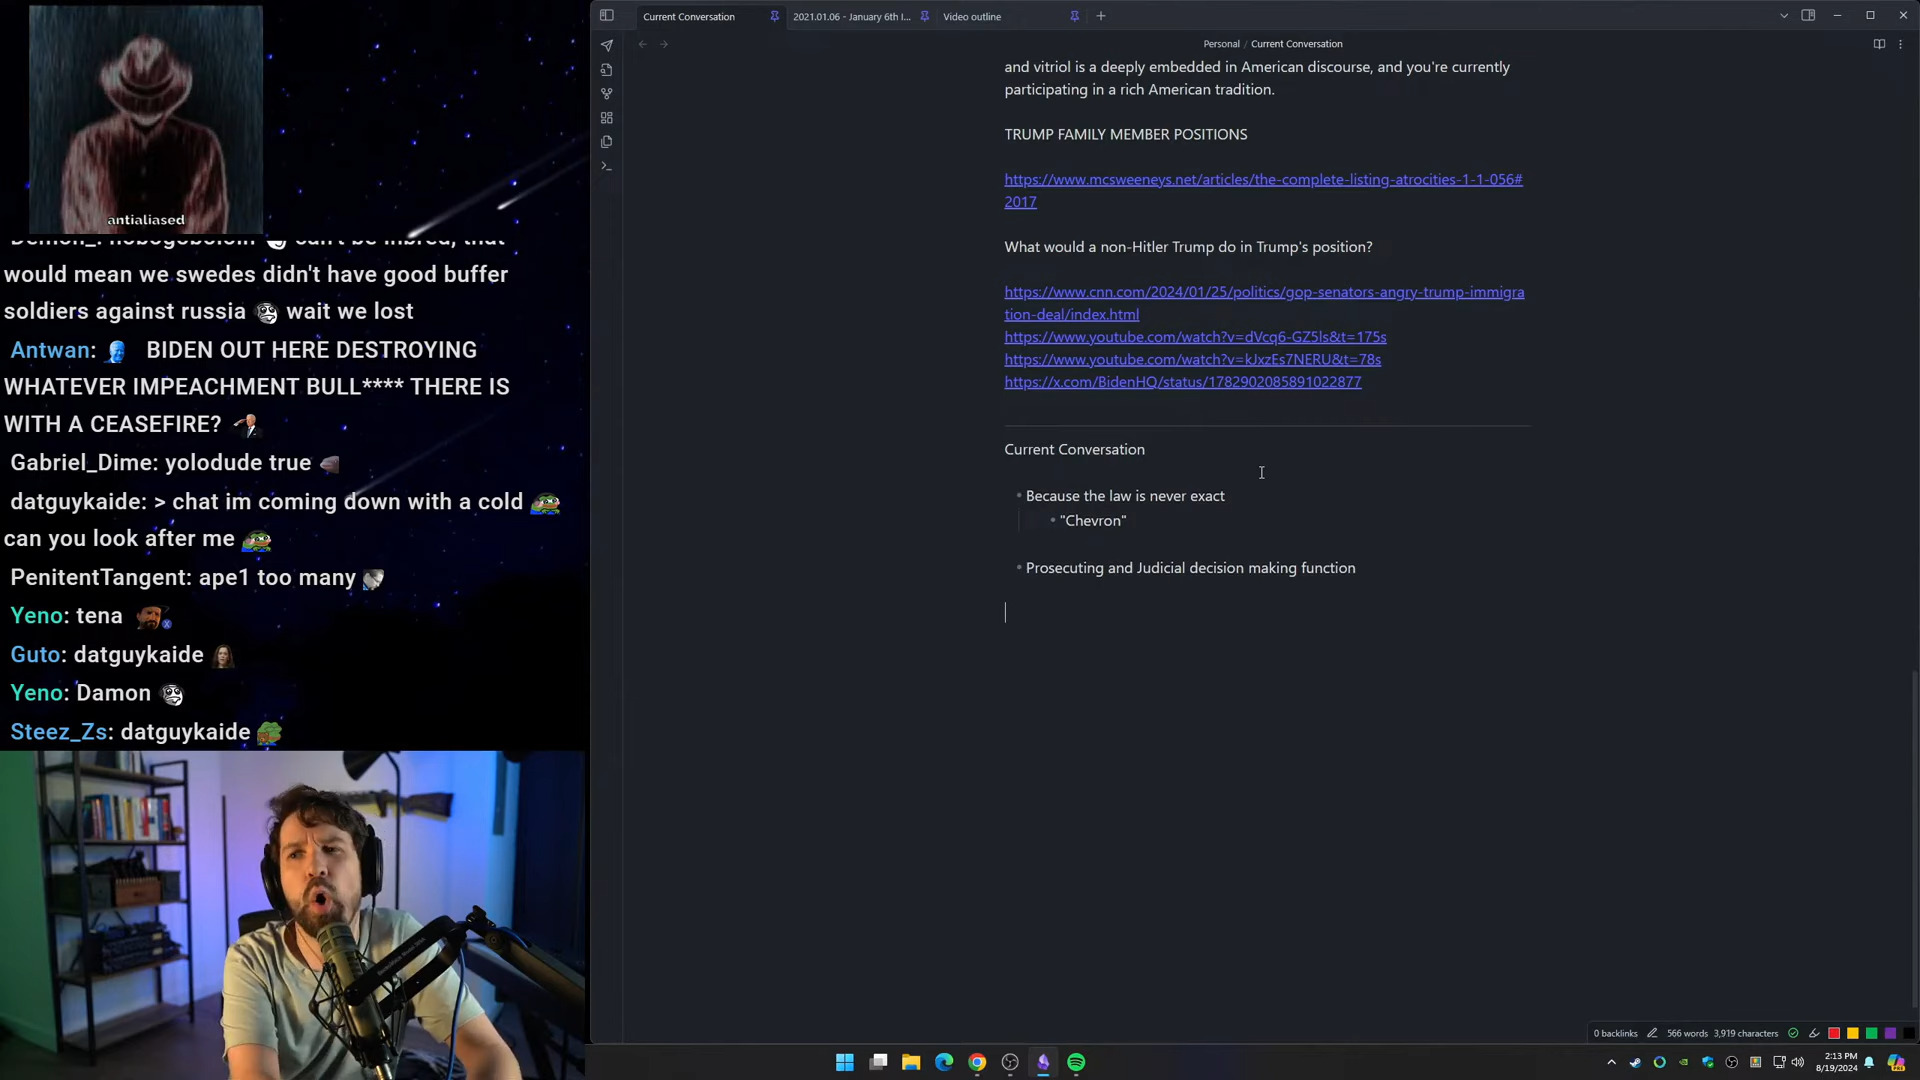 antialiased
would mean we swedes didn't have good buffer
soldiers against russia wait we lost
Antwan: BIDEN OUT HERE DESTROYING
WHATEVER IMPEACHMENT BULL**** THERE IS
WITH A CEASEFIRE?
Gabriel_Dime: yolodude true
datguykaide: > chat im coming down with a cold
can you look after me
PenitentTangent: ape1 too many
Yeno: tena
Guto: datguykaide
Yeno: Damon
Steez_Zs: datguykaide
Current Conversation
2021.01.06 - January 6th I...
Video outline
Personal / Current Conversation
and vitriol is a deeply embedded in American discourse, and you're currently
participating in a rich American tradition.
TRUMP FAMILY MEMBER POSITIONS
https://www.mcsweeneys.net/articles/the-complete-listing-atrocities-1-1-056#
2017
What would a non-Hitler Trump do in Trump's position?
https://www.cnn.com/2024/01/25/politics/gop-senators-angry-trump-immigra
tion-deal/index.html
https://www.youtube.com/watch?v=dVcq6-GZ5ls&t=175s
https://www.youtube.com/watch?v=kJxzEs7NERU&t=78s
https://x.com/BidenHQ/status/1782902085891022877
Current Conversation
Because the law is never exact
"Chevron"
Prosecuting and Judicial decision making function
0 backlinks 566 words 3,919 characters
2:13 PM
8/19/2024